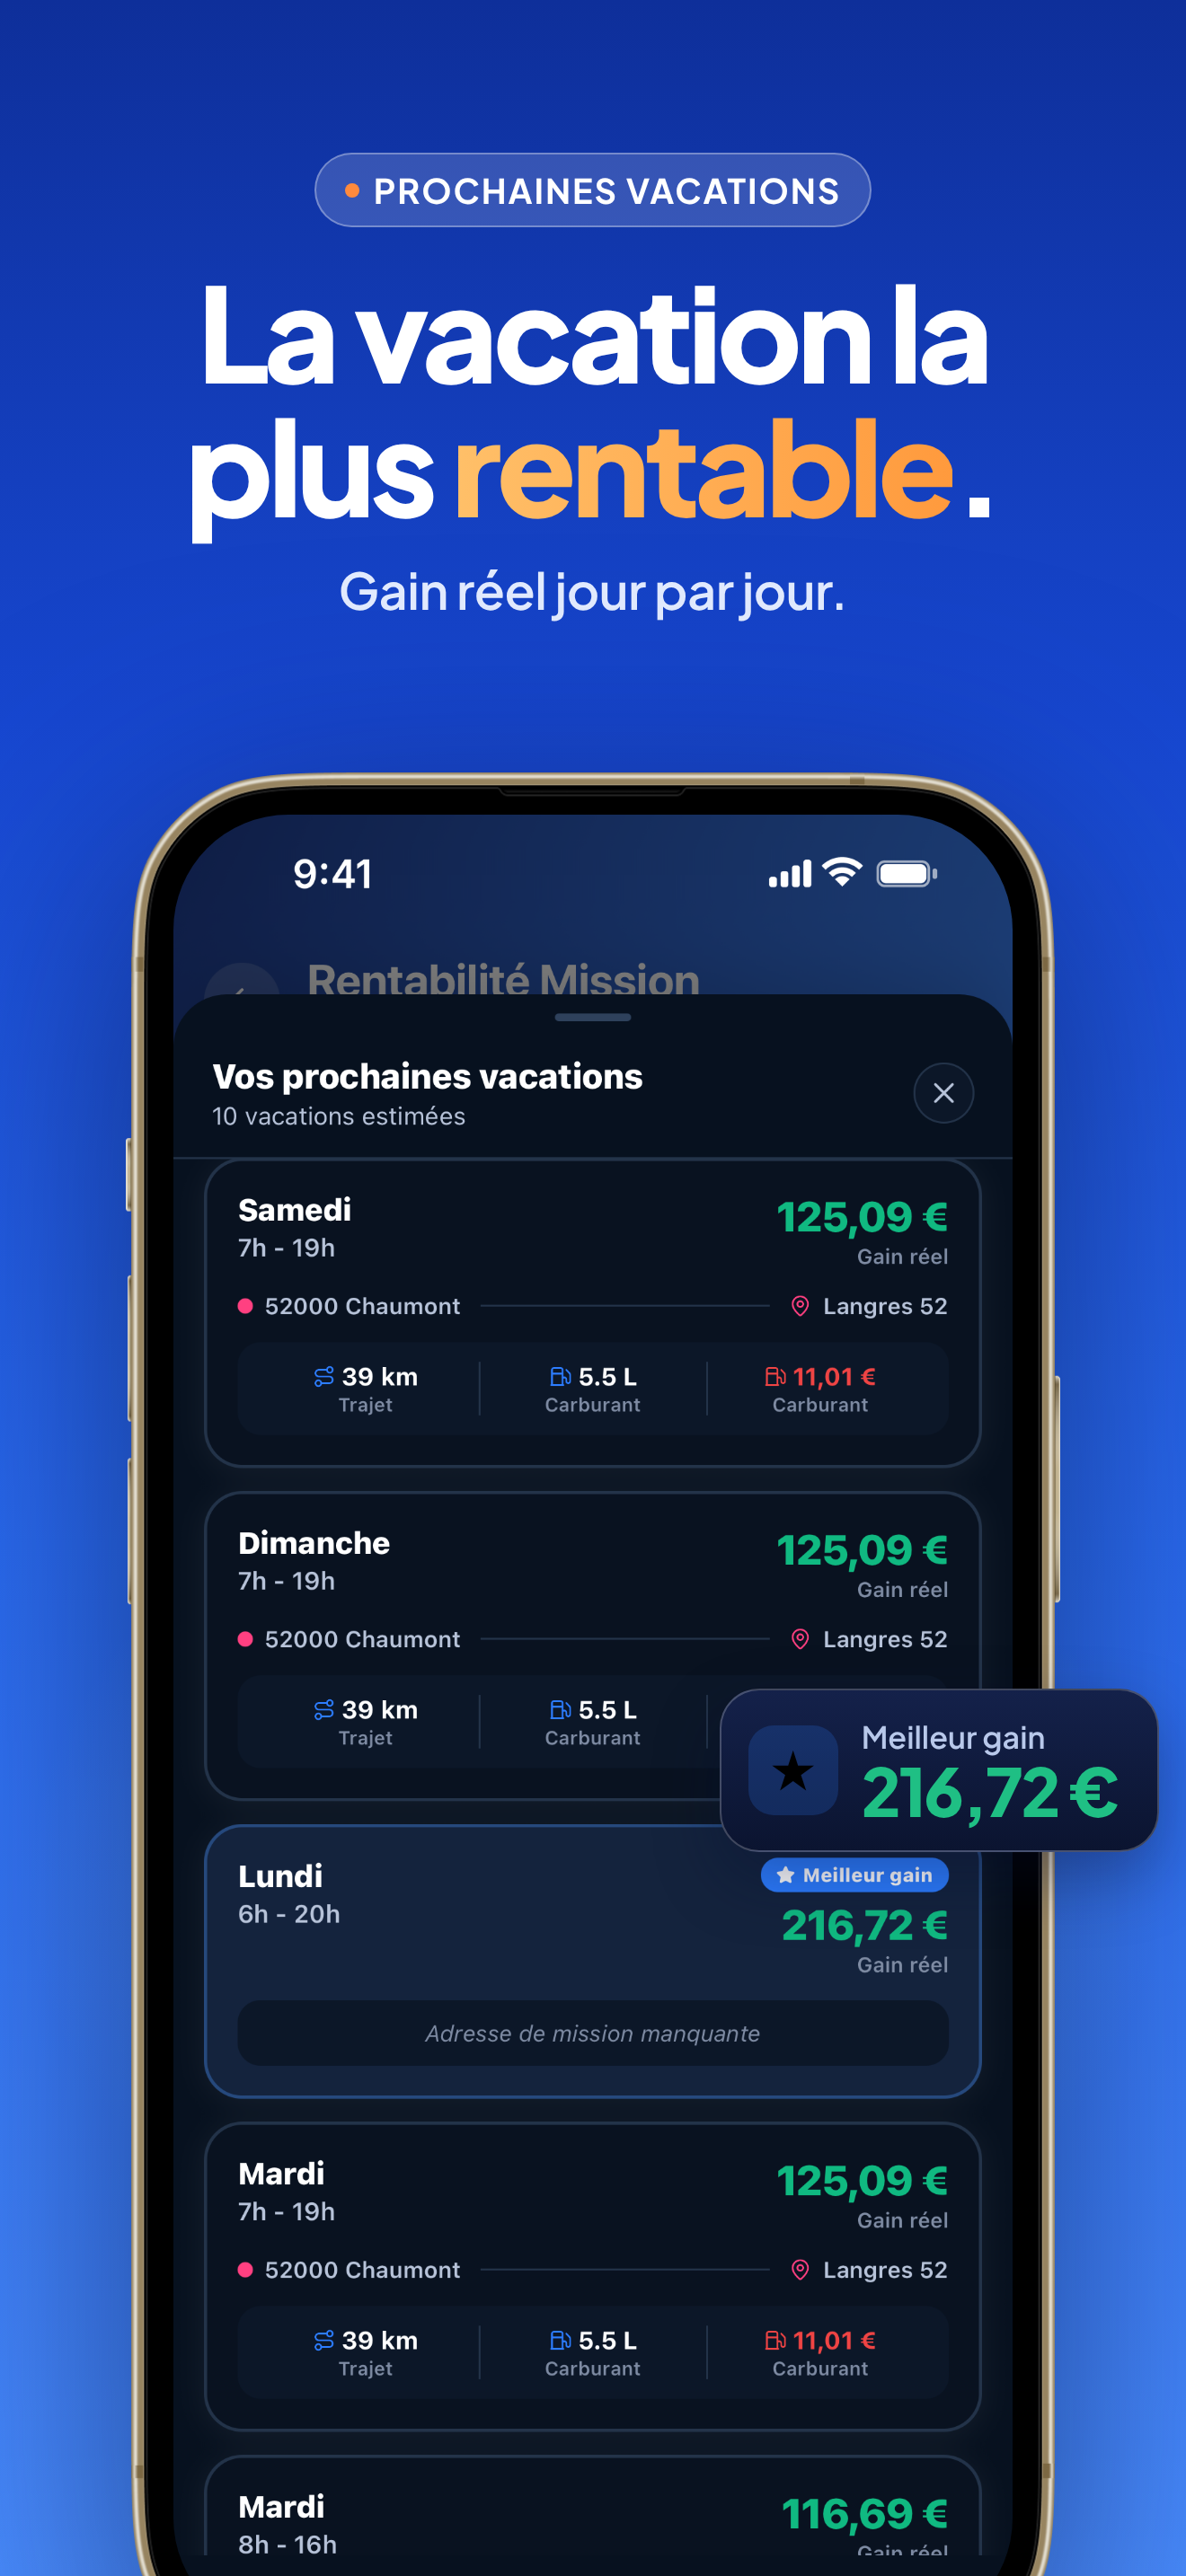 PROCHAINES VACATIONS
La vacation la
plus rentable.
Gain réel jour par jour.
9:41
Rentabilité Mission
Vos prochaines vacations
10 vacations estimées
Samedi
125,09 €
7h - 19h
Gain réel
52000 Chaumont
Langres 52
39 km
5.5 L
11,01 €
Trajet
Carburant
Carburant
Dimanche
125,09 €
7h - 19h
Gain réel
52000 Chaumont
Langres 52
39 km
5.5 L
Trajet
Carburant
Meilleur gain
216,72 €
Lundi
Meilleur gain
6h - 20h
216,72 €
Gain réel
Adresse de mission manquante
Mardi
125,09 €
7h - 19h
Gain réel
52000 Chaumont
Langres 52
39 km
5.5 L
11,01 €
Trajet
Carburant
Carburant
Mardi
116,69 €
8h - 16h
Gain réel